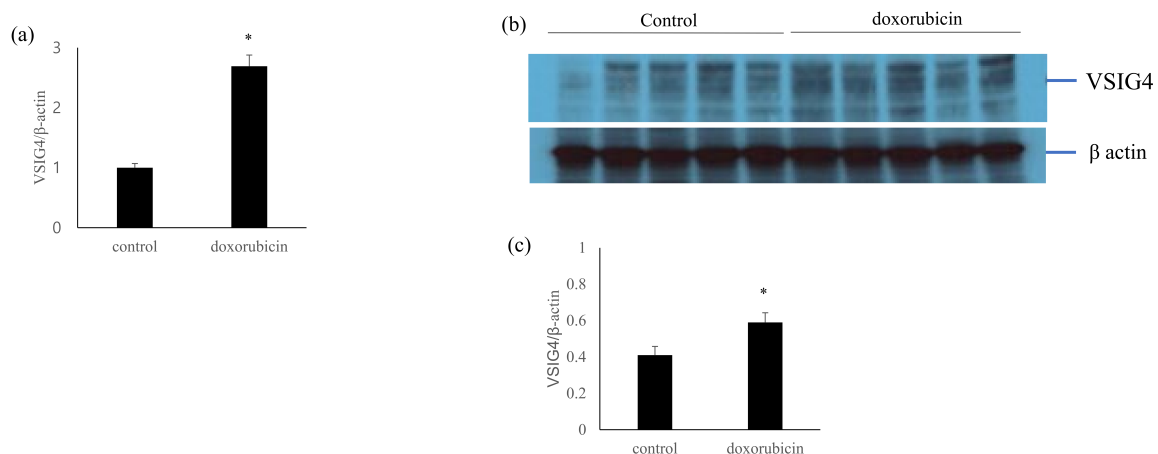 (a)
3
2
1
0
VSIG4/β-actin
*
control
doxorubicin
(b)
Control
doxorubicin
VSIG4
β actin
(c)
1
0.8
0.6
0.4
0.2
0
VSIG4/β-actin
*
control
doxorubicin